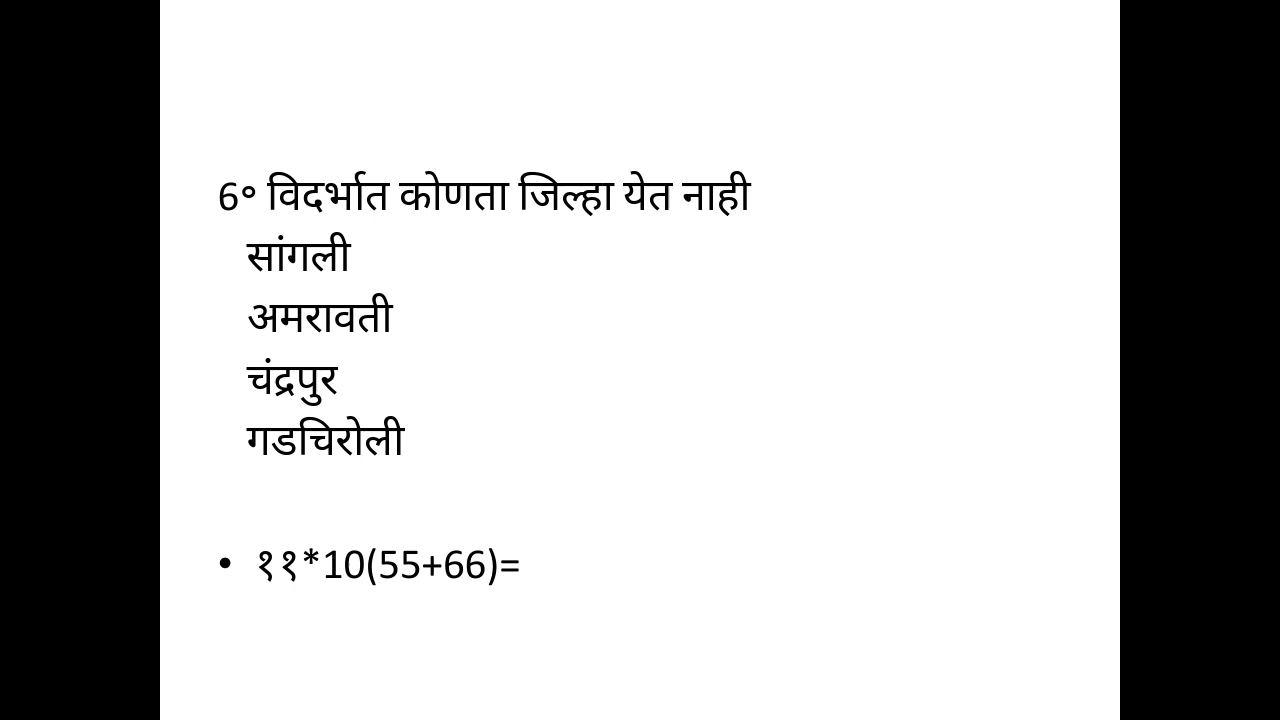 6° विदर्भात कोणता जिल्हा येत नाही
सांगली
अमरावती
चंद्रपुर
गडचिरोली
• ११*10(55+66)=